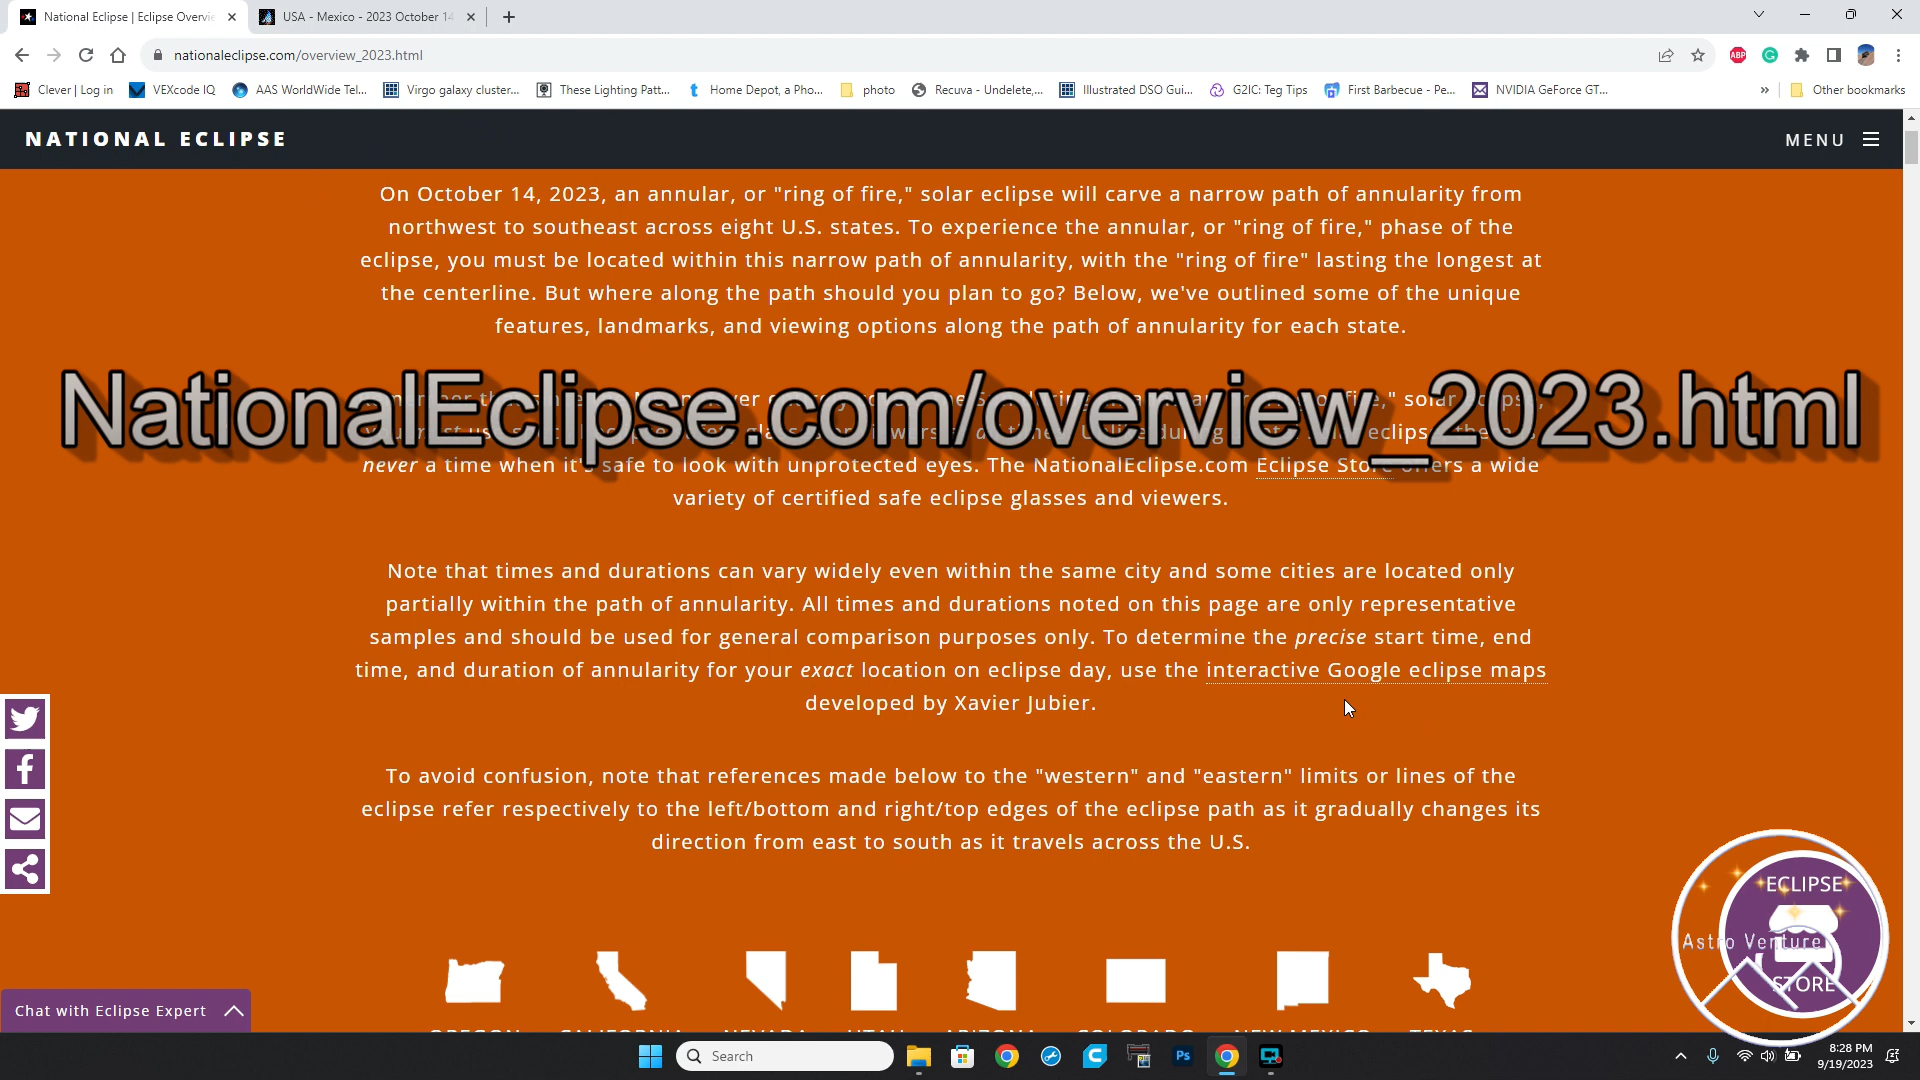 National Eclipse | Eclipse Overvie
USA - Mexico - 2023 October 14
nationaleclipse.com/overview_2023.html
ABP
Clever | Log in
VEXcode IQ
AAS WorldWide Tel...
Virgo galaxy cluster...
These Lighting Patt...
Home Depot, a Pho...
photo
Recuva - Undelete,...
Illustrated DSO Gui...
G2IC: Teg Tips
First Barbecue - Pe...
NVIDIA GeForce GT...
»
Other bookmarks
NATIONAL ECLIPSE
MENU
On October 14, 2023, an annular, or "ring of fire," solar eclipse will carve a narrow path of annularity from
northwest to southeast across eight U.S. states. To experience the annular, or "ring of fire," phase of the
eclipse, you must be located within this narrow path of annularity, with the "ring of fire" lasting the longest at
the centerline. But where along the path should you plan to go? Below, we've outlined some of the unique
features, landmarks, and viewing options along the path of annularity for each state.
NationalEclipse.com/overview_2023.html
never a time when it's safe to look with unprotected eyes. The NationalEclipse.com Eclipse Store offers a wide
variety of certified safe eclipse glasses and viewers.
Note that times and durations can vary widely even within the same city and some cities are located only
partially within the path of annularity. All times and durations noted on this page are only representative
samples and should be used for general comparison purposes only. To determine the precise start time, end
time, and duration of annularity for your exact location on eclipse day, use the interactive Google eclipse maps
developed by Xavier Jubier.
To avoid confusion, note that references made below to the "western" and "eastern" limits or lines of the
eclipse refer respectively to the left/bottom and right/top edges of the eclipse path as it gradually changes its
direction from east to south as it travels across the U.S.
ECLIPSE
Astro Venture
STORE
OREGON
CALIFORNIA
NEVADA
UTAH
ARIZONA
COLORADO
NEW MEXICO
TEXAS
Chat with Eclipse Expert
Search
Ps
8:28 PM
9/19/2023